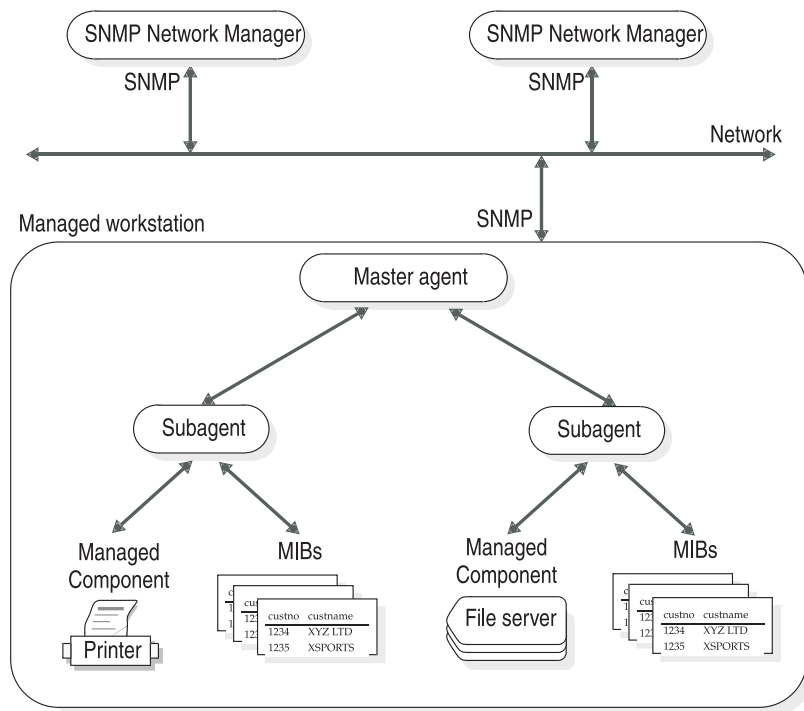 SNMP Network Manager
SNMP Network Manager
SNMP
SNMP
Network
SNMP
Managed workstation
Master agent
Subagent
Subagent
Managed
Component
MIBs
custno custname
1234 XYZ LTD
1235 XSPORTS
Printer
Managed
Component
MIBs
File server
custno custname
1234 XYZ LTD
1235 XSPORTS